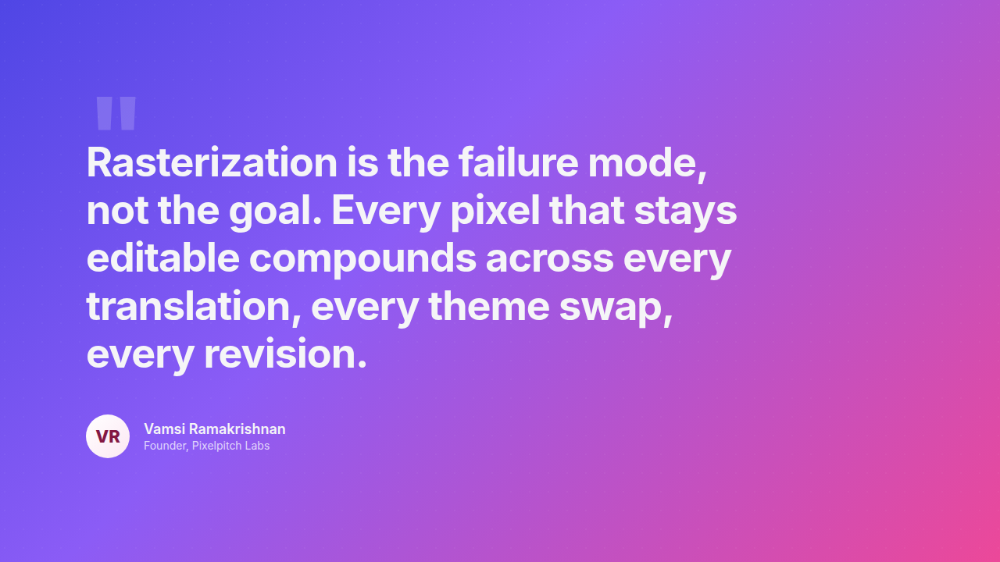 "
Rasterization is the failure mode,
not the goal. Every pixel that stays
editable compounds across every
translation, every theme swap,
every revision.
VR
Vamsi Ramakrishnan
Founder, Pixelpitch Labs